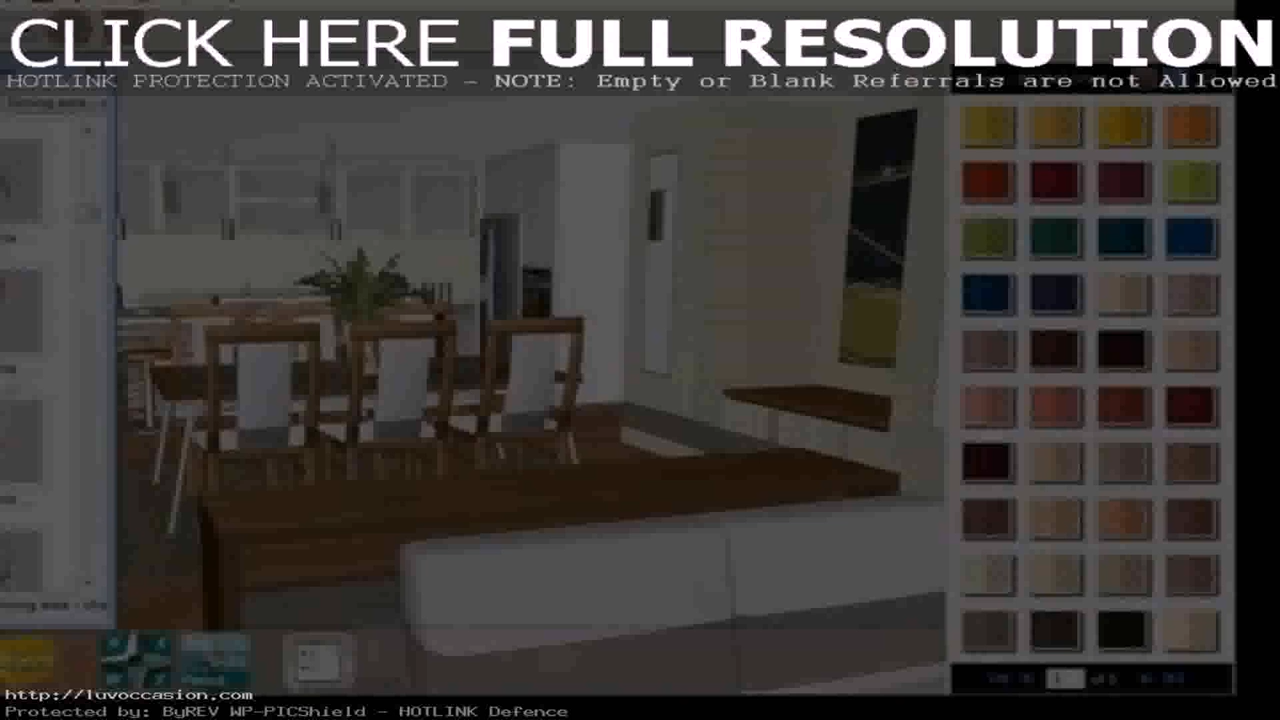 CLICK HERE FULL RESOLUTION
HOTLINK PROTECTION ACTIVATED - NOTE: Empty or Blank Referrals are not Allowed
http://luvoccasion.com
Protected by: ByREV WP-PICShield - HOTLINK Defence